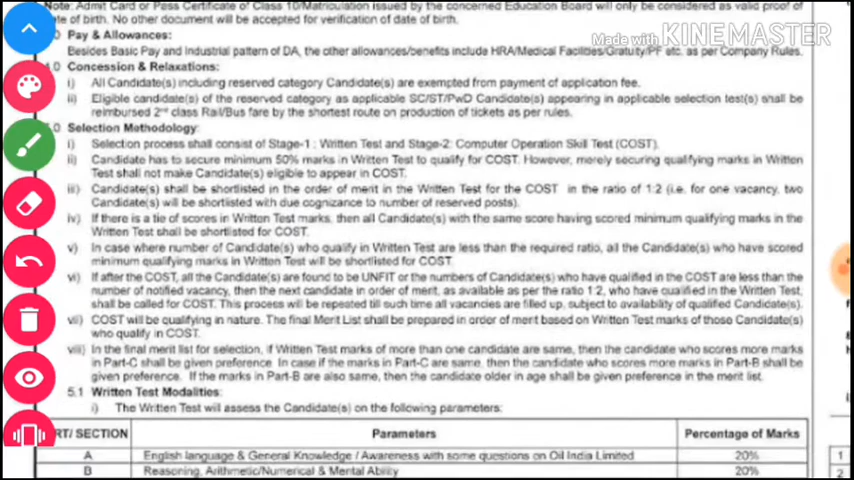 Note: Admit Card or Pass Certificate of Class 10/Matriculation issued by the concerned Education Board will only be considered as valid proof of
date of birth. No other document will be accepted for verification of date of birth.
Made with KINEMASTER
.0 Pay & Allowances:
Besides Basic Pay and Industrial pattern of DA, the other allowances/benefits include HRA/Medical Facilities/Gratuity/PF etc. as per Company Rules.
4.0 Concession & Relaxations:
i) All Candidate(s) including reserved category Candidate(s) are exempted from payment of application fee.
ii) Eligible candidate(s) of the reserved category as applicable SC/ST/PwD Candidate(s) appearing in applicable selection test(s) shall be
reimbursed 2nd class Rail/Bus fare by the shortest route on production of tickets as per rules.
.0 Selection Methodology:
i) Selection process shall consist of Stage-1 : Written Test and Stage-2: Computer Operation Skill Test (COST).
ii) Candidate has to secure minimum 50% marks in Written Test to qualify for COST. However, merely securing qualifying marks in Written
Test shall not make Candidate(s) eligible to appear in COST.
iii) Candidate(s) shall be shortlisted in the order of merit in the Written Test for the COST in the ratio of 1:2 (i.e. for one vacancy, two
Candidate(s) will be shortlisted with due cognizance to number of reserved posts).
iv) If there is a tie of scores in Written Test marks, then all Candidate(s) with the same score having scored minimum qualifying marks in the
Written Test shall be shortlisted for COST.
v) In case where number of Candidate(s) who qualify in Written Test are less than the required ratio, all the Candidate(s) who have scored
minimum qualifying marks in Written Test will be shortlisted for COST.
vi) If after the COST, all the Candidate(s) are found to be UNFIT or the numbers of Candidate(s) who have qualified in the COST are less than the
number of notified vacancy, then the next candidate in order of merit, as available as per the ratio 1:2, who have qualified in the Written Test,
shall be called for COST. This process will be repeated till such time all vacancies are filled up, subject to availability of qualified Candidate(s).
vii) COST will be qualifying in nature. The final Merit List shall be prepared in order of merit based on Written Test marks of those Candidate(s)
who qualify in COST.
viii) In the final merit list for selection, if Written Test marks of more than one candidate are same, then the candidate who scores more marks
in Part-C shall be given preference. In case if the marks in Part-C are same, then the candidate who scores more marks in Part-B shall be
given preference. If the marks in Part-B are also same, then the candidate older in age shall be given preference in the merit list.
5.1 Written Test Modalities:
i) The Written Test will assess the Candidate(s) on the following parameters:
RT/ SECTION Parameters Percentage of Marks
A English language & General Knowledge / Awareness with some questions on Oil India Limited 20% 1
B Reasoning, Arithmetic/Numerical & Mental Ability 20% 2